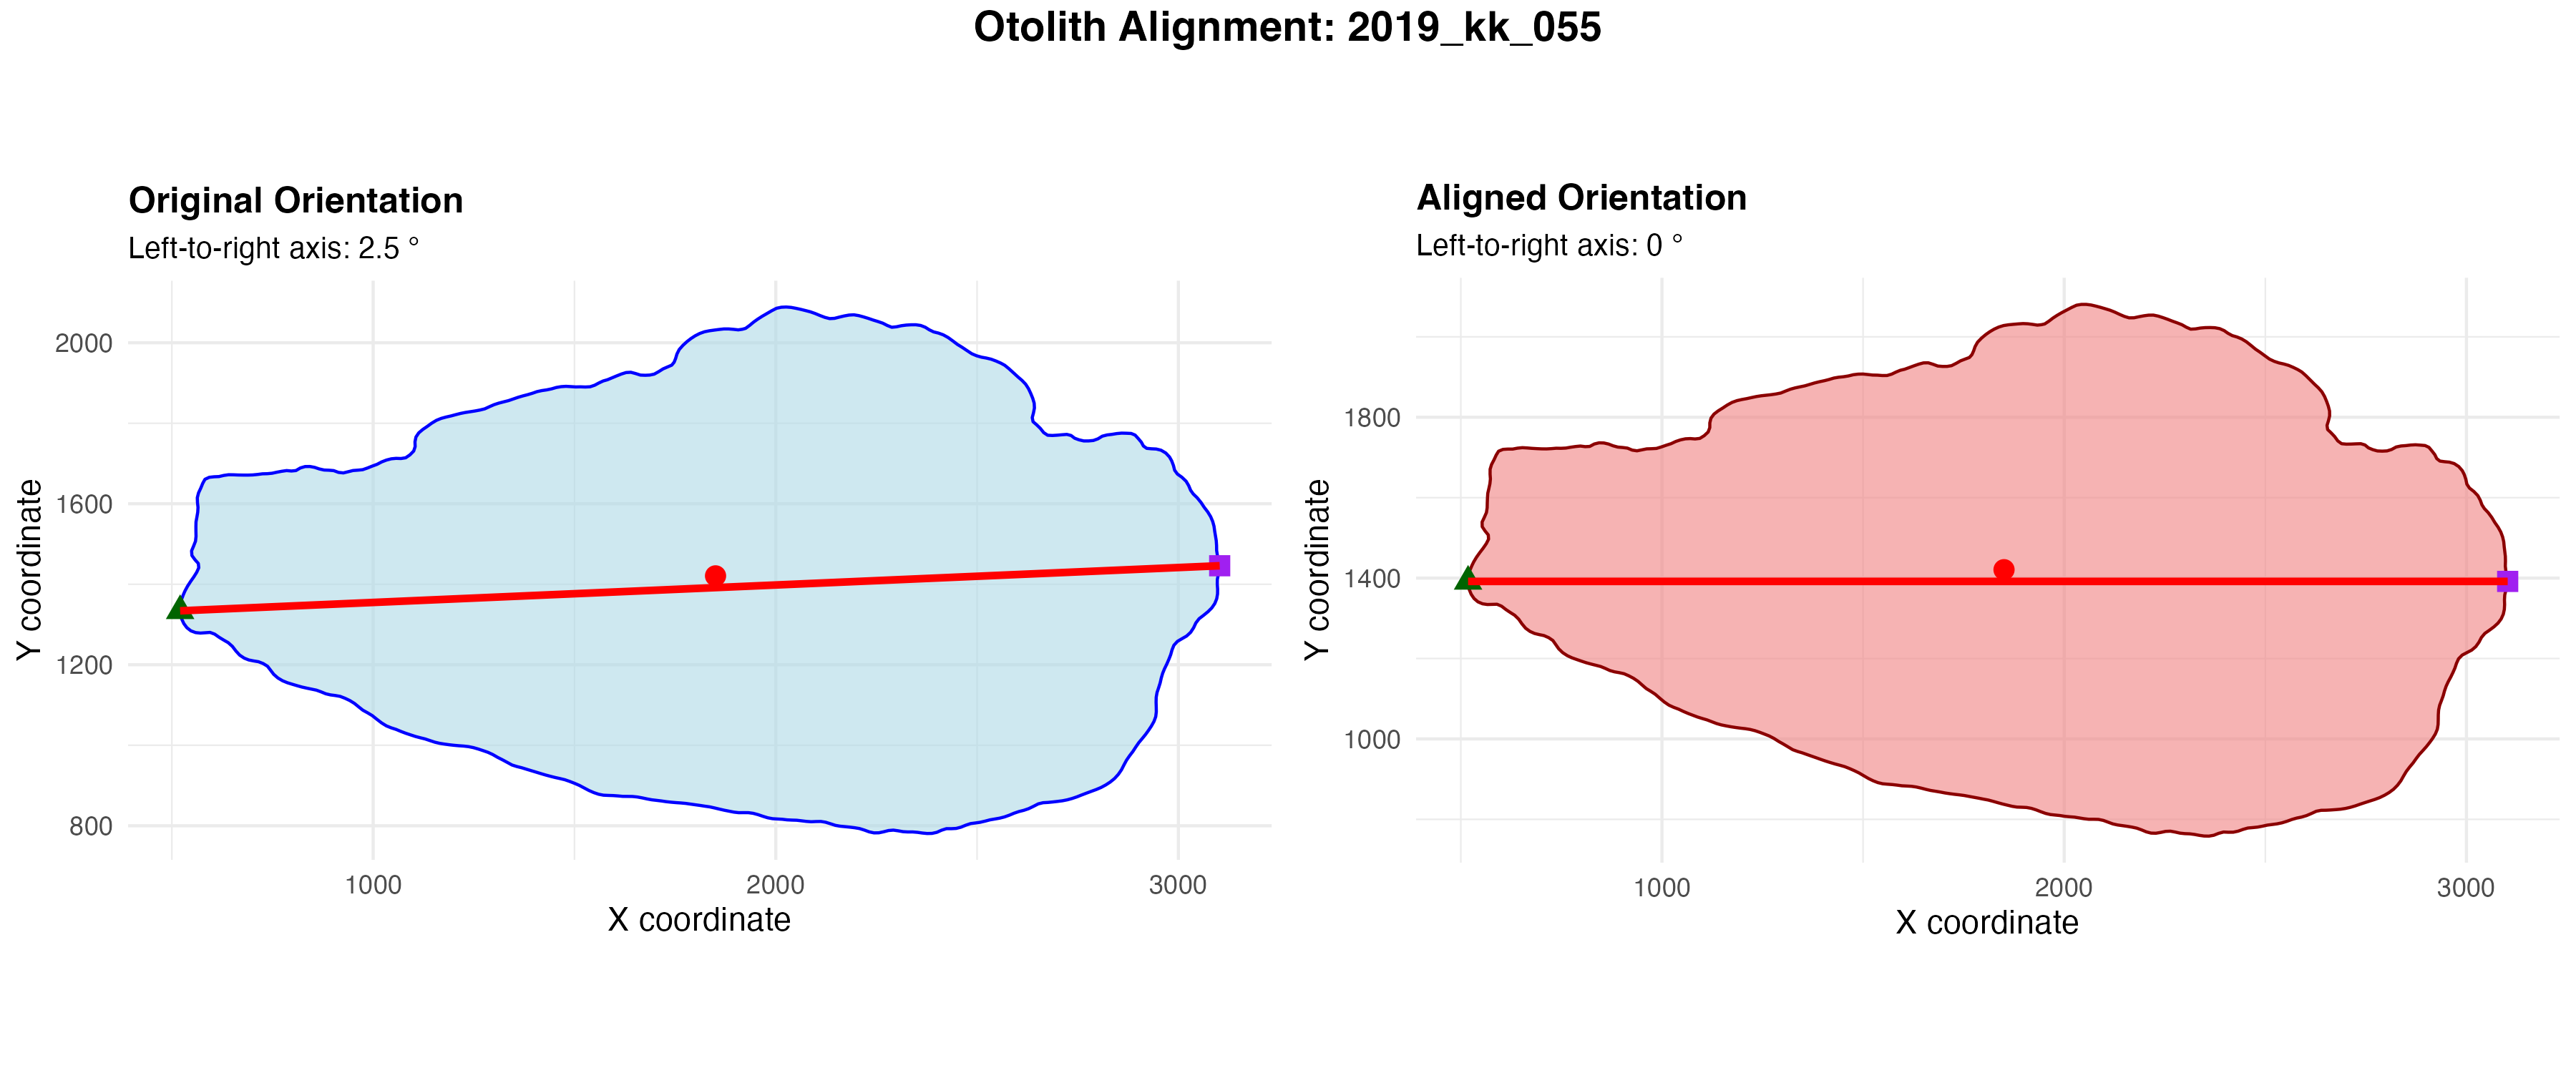 Otolith Alignment: 2019_kk_055
Original Orientation
Left-to-right axis: 2.5 °
2000
1600
1200
800
Y coordinate
1000
2000
3000
X coordinate
Aligned Orientation
Left-to-right axis: 0 °
1800
1400
1000
Y coordinate
1000
2000
3000
X coordinate